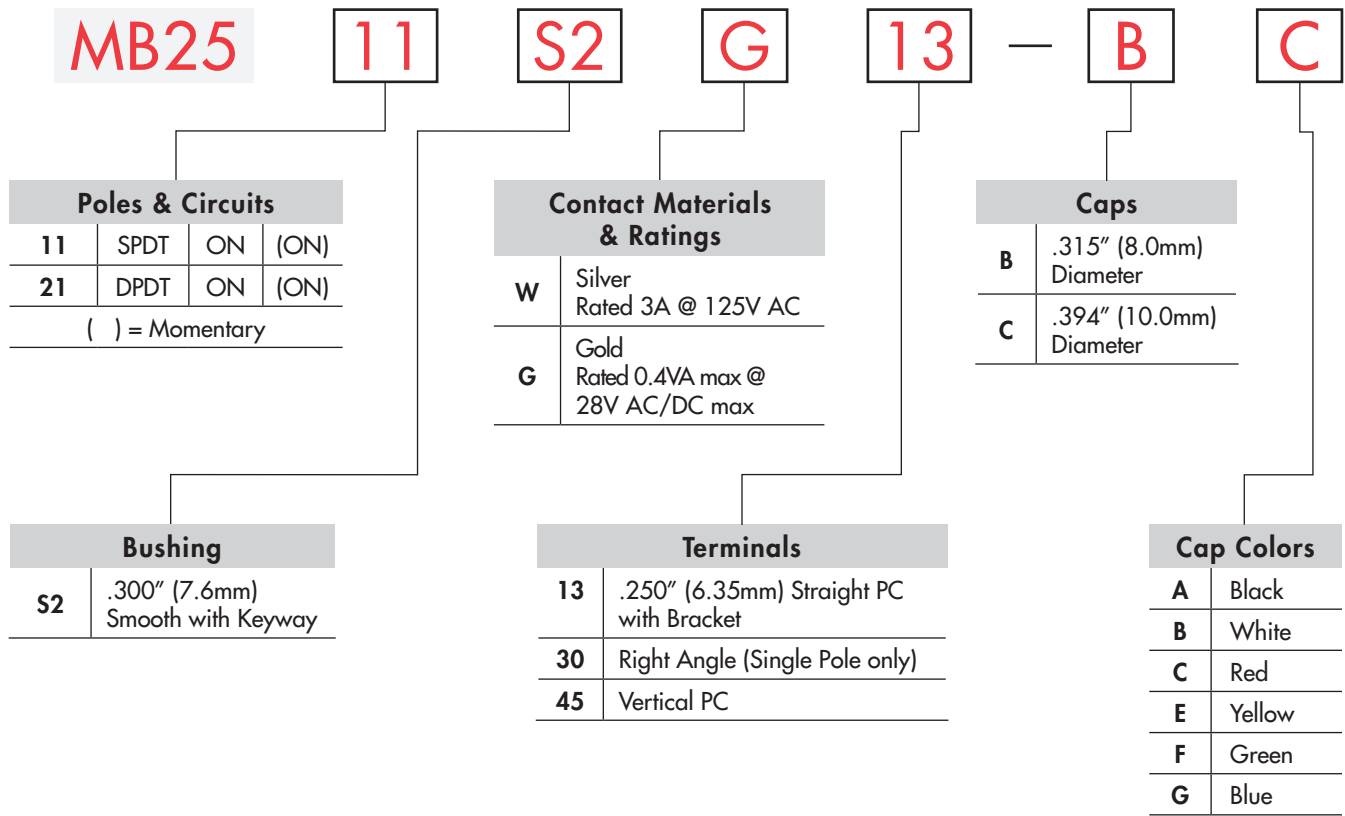 MB25 11 S2 G 13 — B C
Poles & Circuits
11 SPDT ON (ON)
21 DPDT ON (ON)
( ) = Momentary
Contact Materials
& Ratings
W Silver
Rated 3A @ 125V AC
G Gold
Rated 0.4VA max @
28V AC/DC max
Caps
B .315" (8.0mm)
Diameter
C .394" (10.0mm)
Diameter
Bushing
S2 .300" (7.6mm)
Smooth with Keyway
Terminals
13 .250" (6.35mm) Straight PC
with Bracket
30 Right Angle (Single Pole only)
45 Vertical PC
Cap Colors
A Black
B White
C Red
E Yellow
F Green
G Blue